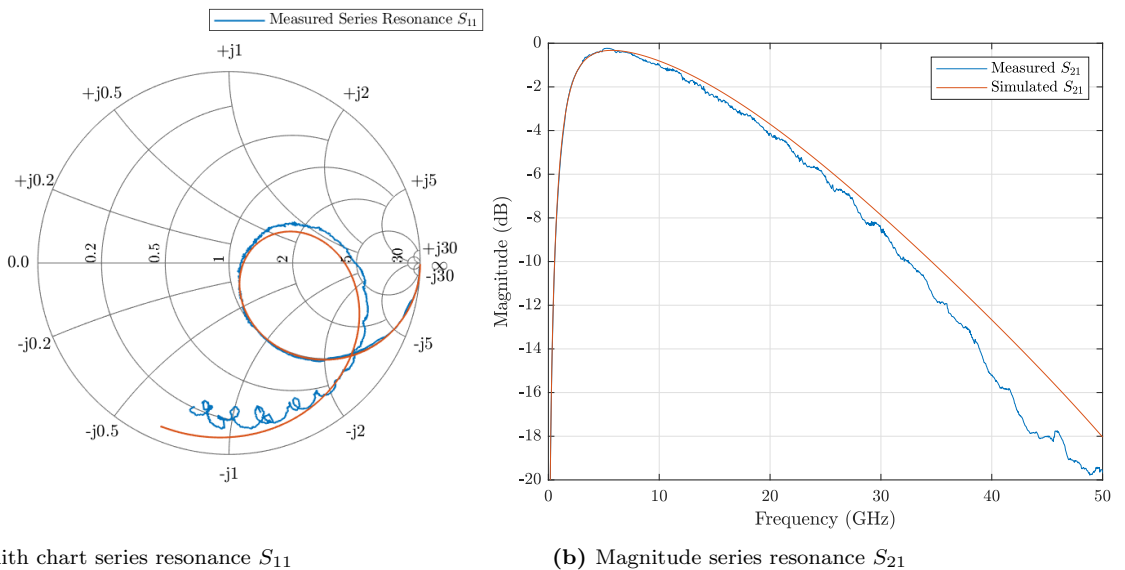 Measured Series Resonance S11
+j1
+j0.5
+j2
+j0.2
+j5
0.0
0.2
0.5
1
2
5
30
+j30
∞
-j30
-j0.2
-j5
-j0.5
-j2
-j1
ith chart series resonance S11
0
-2
-4
-6
-8
-10
-12
-14
-16
-18
-20
Magnitude (dB)
Measured S21
Simulated S21
0
10
20
30
40
50
Frequency (GHz)
(b) Magnitude series resonance S21